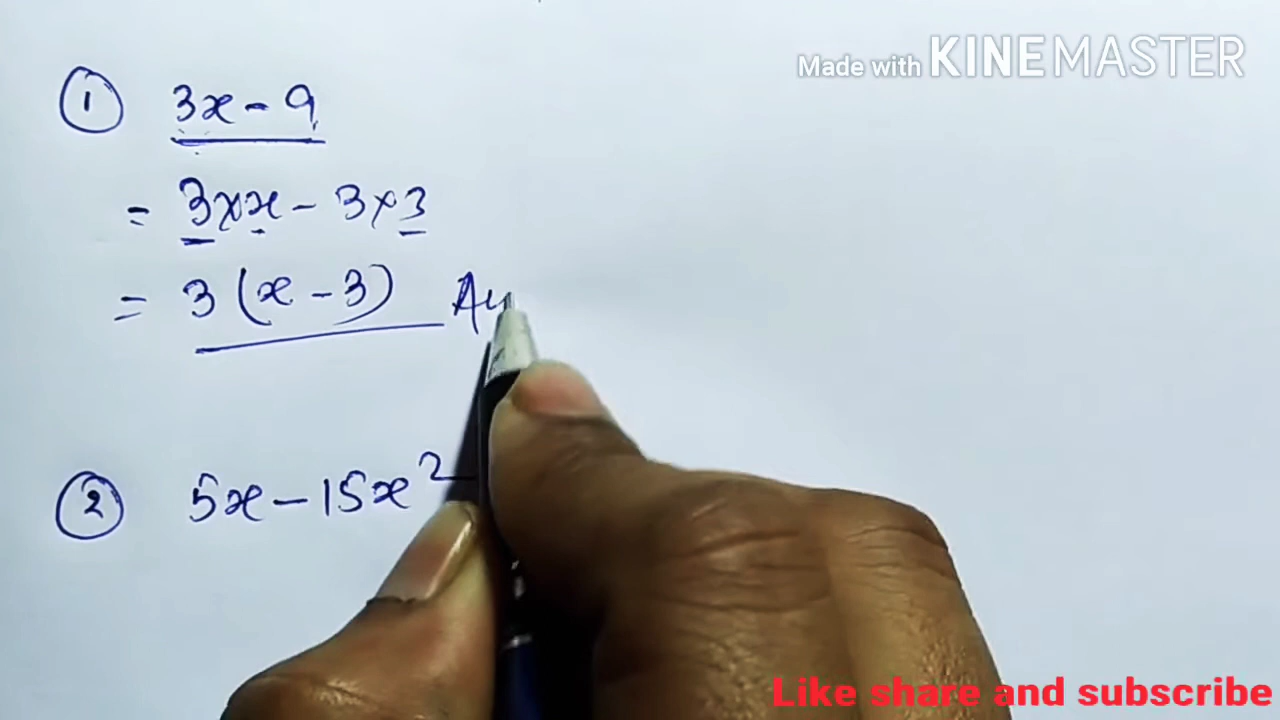 Made with KINEMASTER
① 3x - 9
= 3×x - 3×3
= 3(x - 3)
② 5x - 15x²
Like share and subscribe